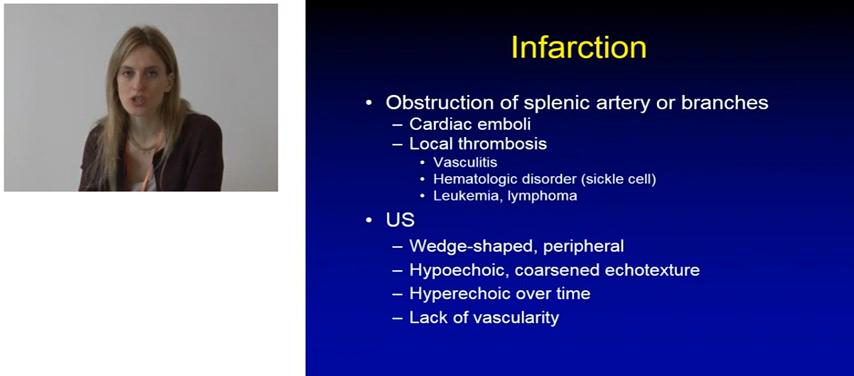 Infarction
• Obstruction of splenic artery or branches
– Cardiac emboli
– Local thrombosis
• Vasculitis
• Hematologic disorder (sickle cell)
• Leukemia, lymphoma
• US
– Wedge-shaped, peripheral
– Hypoechoic, coarsened echotexture
– Hyperechoic over time
– Lack of vascularity